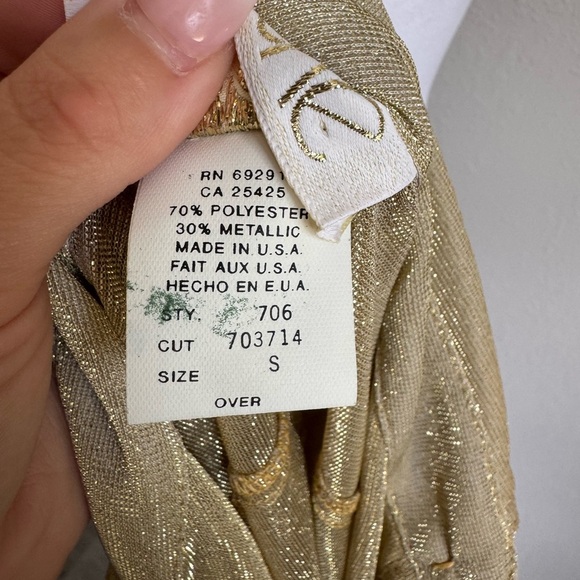 RN 69291
CA 25425
70% POLYESTER
30% METALLIC
MADE IN U.S.A.
FAIT AUX U.S.A.
HECHO EN E.U.A.
STY. 706
CUT 703714
SIZE S
OVER